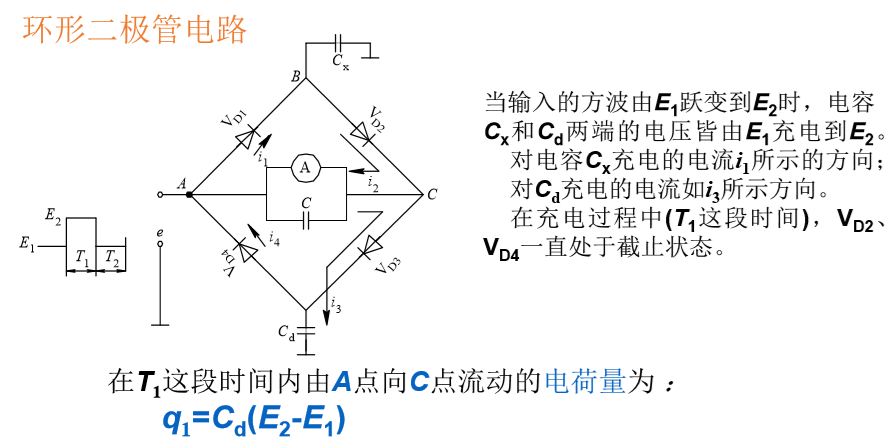 环形二极管电路
Cx
B
VD1
VD2
i1
A
i2
A
C
C
E2
E1
T1
T2
e
i4
VD4
VD3
i3
Cd
当输入的方波由E1跃变到E2时，电容
Cx和Cd两端的电压皆由E1充电到E2。
对电容Cx充电的电流i1所示的方向；
对Cd充电的电流如i3所示方向。
在充电过程中(T1这段时间)，VD2、
VD4一直处于截止状态。
在T1这段时间内由A点向C点流动的电荷量为：
q1=Cd(E2-E1)